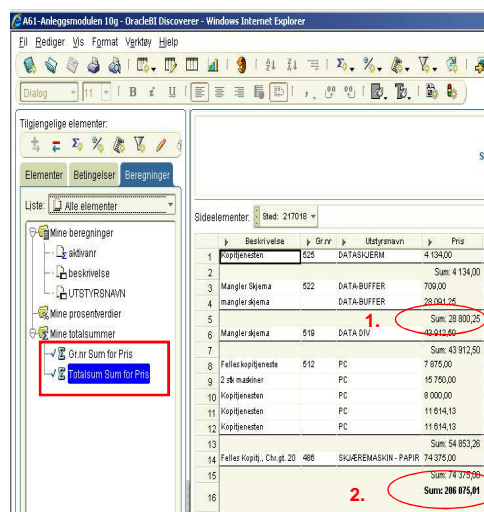 A61-Anleggsmodulen 10g - OracleBI Discoverer - Windows Internet Explorer
Fil Rediger Vis Format Verktøy Hjelp
Dialog 11 B i U
Tilgjengelige elementer:
Elementer Betingelser Beregninger
Liste: Alle elementer
Mine beregninger
aktivanr
beskrivelse
UTSTYRSNAVN
Mine prosentverdier
Mine totalsummer
Gr.nr Sum for Pris
Totalsum Sum for Pris
S
Sideelementer: Sted: 217018
Beskrivelse Gr.nr Utstyrsnavn Pris
1 Kopitjenesten 525 DATASKJERM 4 134,00
2 Sum: 4 134,00
3 Mangler Skjema 522 DATA-BUFFER 709,00
4 mangler skjema DATA-BUFFER 28 091,25
5 Sum: 28 800,25
1.
6 Mangler skjema 519 DATA DIV 43 912,50
7 Sum: 43 912,50
8 Felles kopitjeneste 512 PC 7 875,00
9 2 stk maskiner PC 15 750,00
10 Kopitjenesten PC 8 000,00
11 Kopitjenesten PC 11 614,13
12 Kopitjenesten PC 11 614,13
13 Sum: 54 853,26
14 Felles Kopitj., Chr.gt. 20 486 SKJÆREMASKIN - PAPIR 74 375,00
15 Sum: 74 375,00
16 Sum: 206 075,01
2.